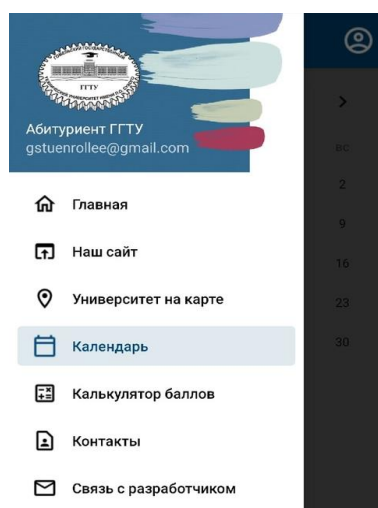 ГГТУ
Абитуриент ГГТУ
gstuenrollee@gmail.com
Главная
Наш сайт
Университет на карте
Календарь
Калькулятор баллов
Контакты
Связь с разработчиком
ВС
2
9
16
23
30